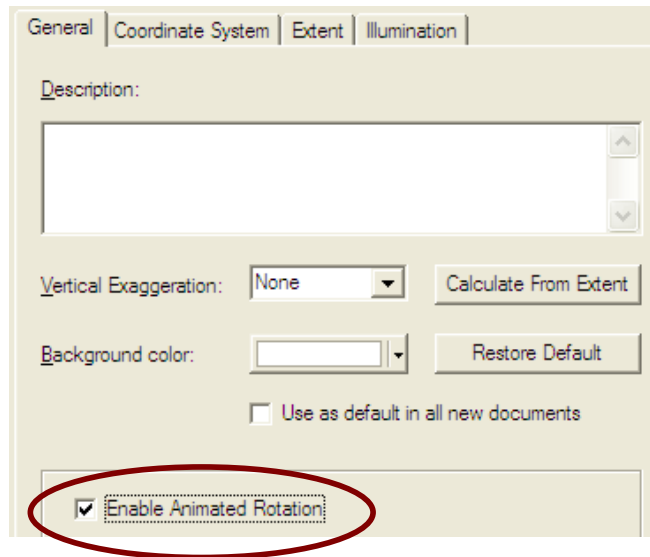 General Coordinate System Extent Illumination
Description:
Vertical Exaggeration: None Calculate From Extent
Background color: Restore Default
Use as default in all new documents
Enable Animated Rotation